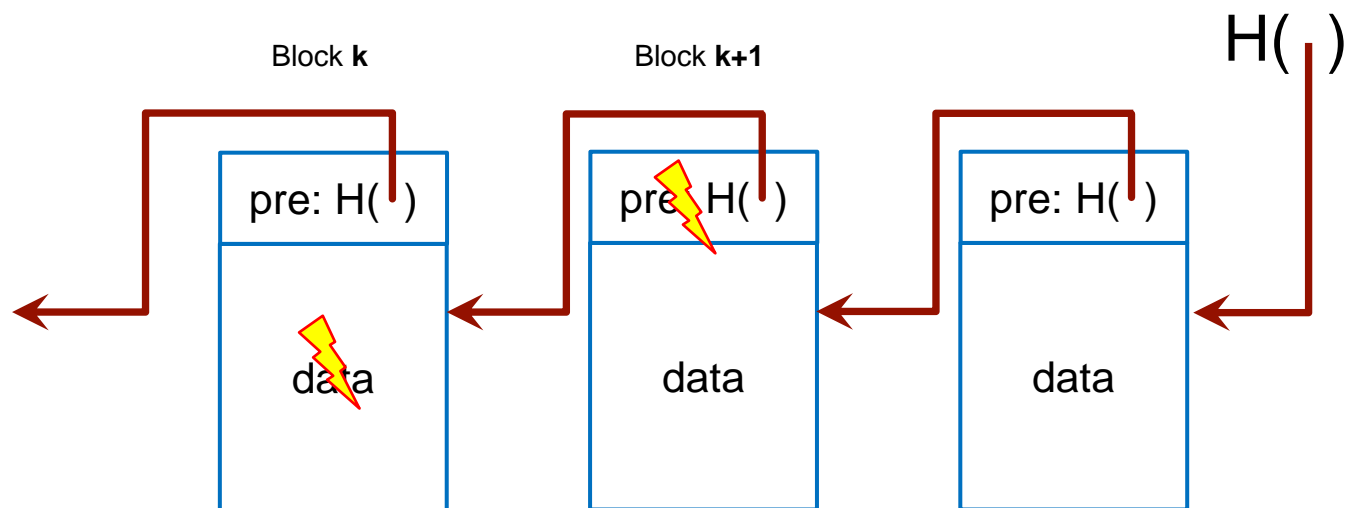 H( )
Block k
Block k+1
pre: H( )
pre: H( )
pre: H( )
data
data
data